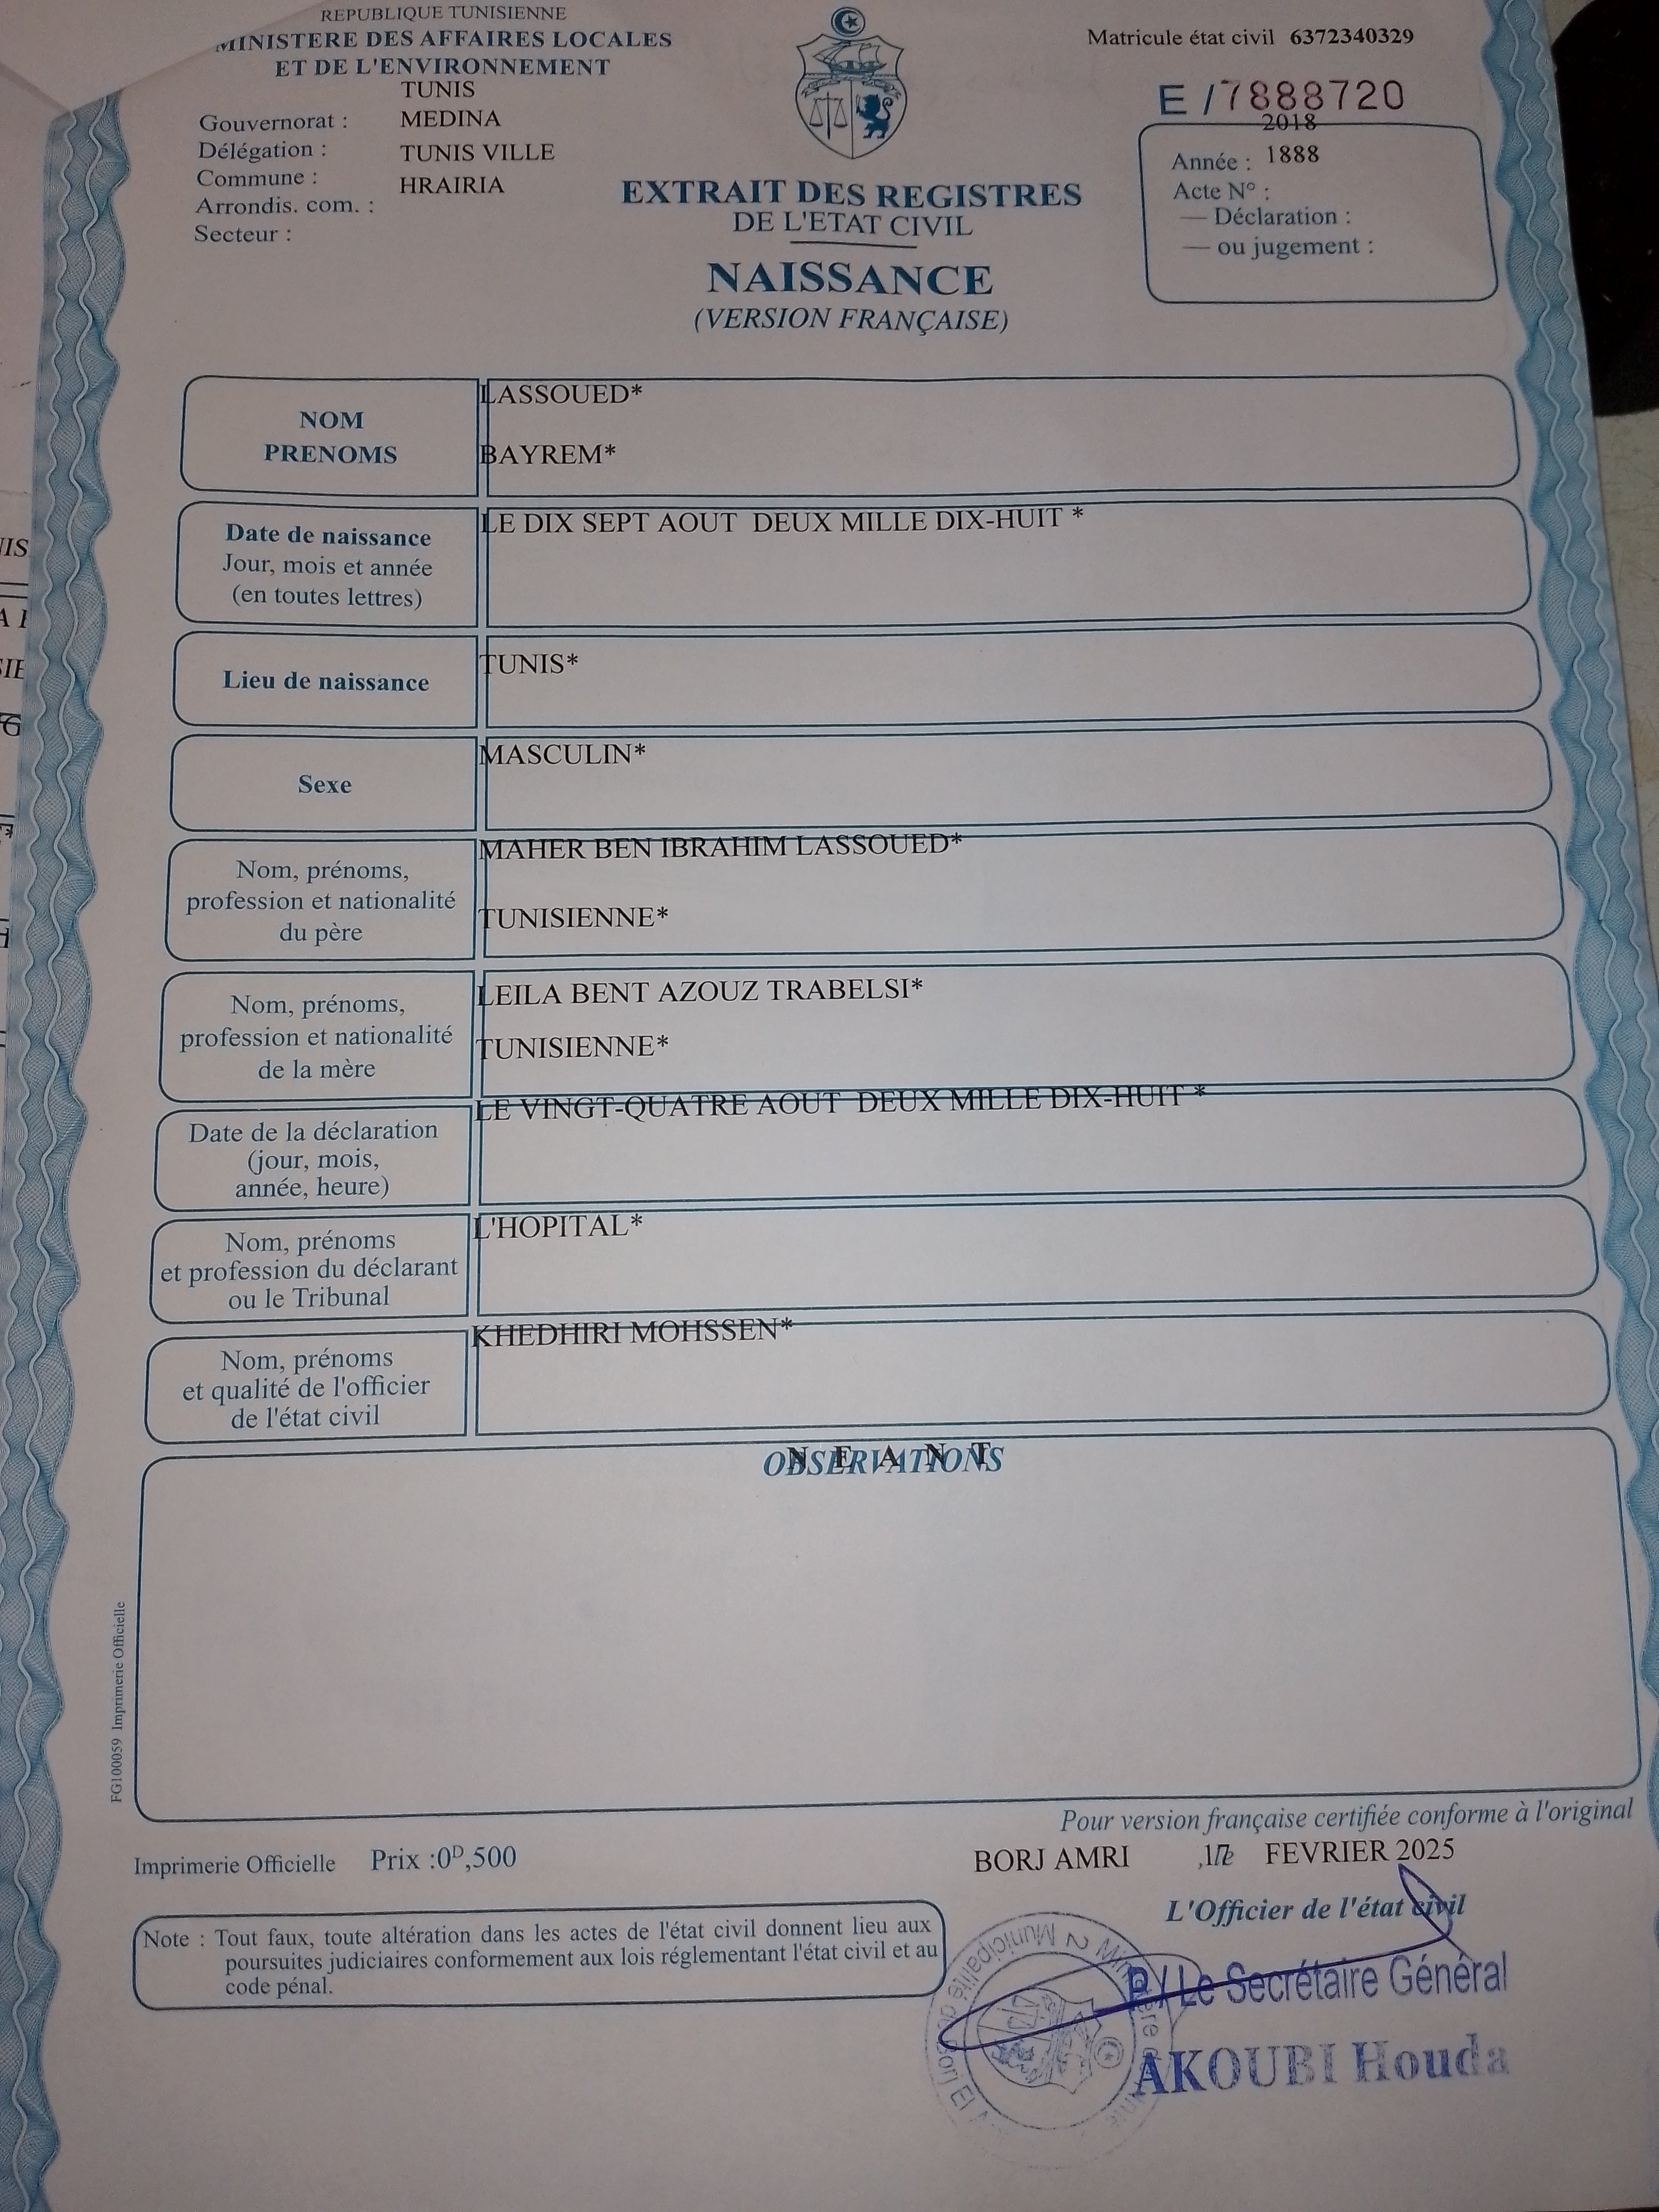 REPUBLIQUE TUNISIENNE
MINISTERE DES AFFAIRES LOCALES
ET DE L'ENVIRONNEMENT
TUNIS
Gouvernorat : MEDINA
Délégation : TUNIS VILLE
Commune : HRAIRIA
Arrondis. com. :
Secteur :
Matricule état civil 6372340329
E /7888720
2018
Année : 1888
Acte N° :
— Déclaration :
— ou jugement :
EXTRAIT DES REGISTRES
DE L'ETAT CIVIL
NAISSANCE
(VERSION FRANÇAISE)
NOM
PRENOMS
LASSOUED*
BAYREM*
Date de naissance
Jour, mois et année
(en toutes lettres)
LE DIX SEPT AOUT DEUX MILLE DIX-HUIT *
Lieu de naissance
TUNIS*
Sexe
MASCULIN*
Nom, prénoms,
profession et nationalité
du père
MAHER BEN IBRAHIM LASSOUED*
TUNISIENNE*
Nom, prénoms,
profession et nationalité
de la mère
LEILA BENT AZOUZ TRABELSI*
TUNISIENNE*
Date de la déclaration
(jour, mois,
année, heure)
LE VINGT-QUATRE AOUT DEUX MILLE DIX-HUIT *
Nom, prénoms
et profession du déclarant
ou le Tribunal
L'HOPITAL*
Nom, prénoms
et qualité de l'officier
de l'état civil
KHEDHIRI MOHSSEN*
OBSERVATIONS
N E A N T
FG100059 Imprimerie Officielle
Pour version française certifiée conforme à l'original
Imprimerie Officielle Prix :0ᴰ,500
BORJ AMRI , FEVRIER 2025
L'Officier de l'état civil
Note : Tout faux, toute altération dans les actes de l'état civil donnent lieu aux
poursuites judiciaires conformement aux lois réglementant l'état civil et au
code pénal.
P/ Le Secrétaire Général
AKOUBI Houda
Municipalité de Borj El